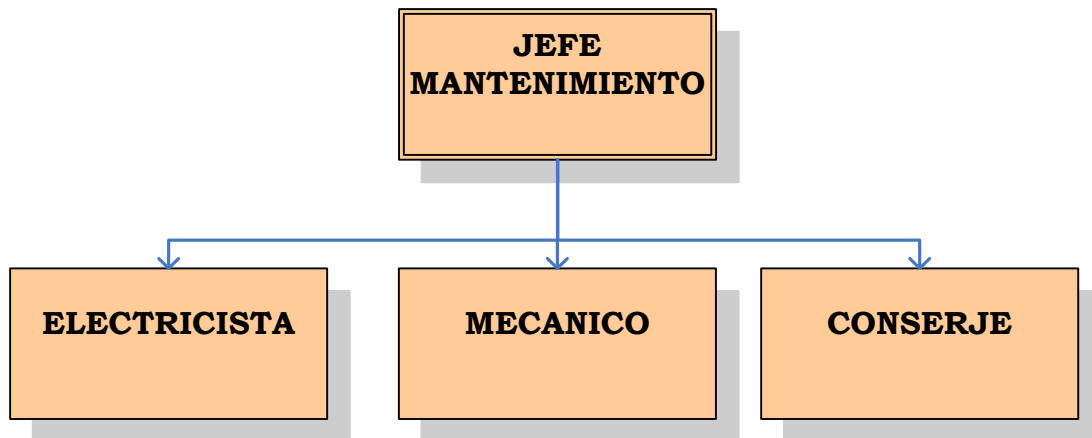 JEFE
MANTENIMIENTO
ELECTRICISTA
MECANICO
CONSERJE